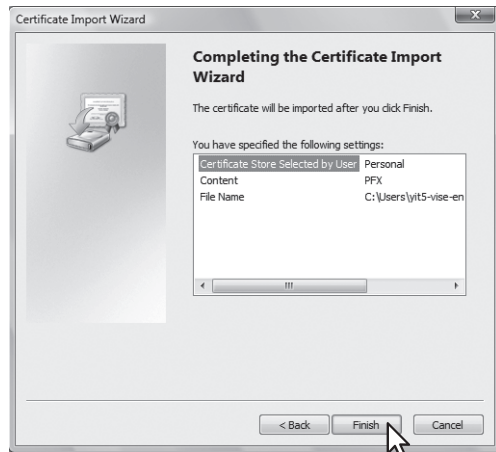 Certificate Import Wizard
Completing the Certificate Import
Wizard
The certificate will be imported after you click Finish.
You have specified the following settings:
Certificate Store Selected by User Personal
Content PFX
File Name C:\Users\yit5-vise-en
< Back Finish Cancel